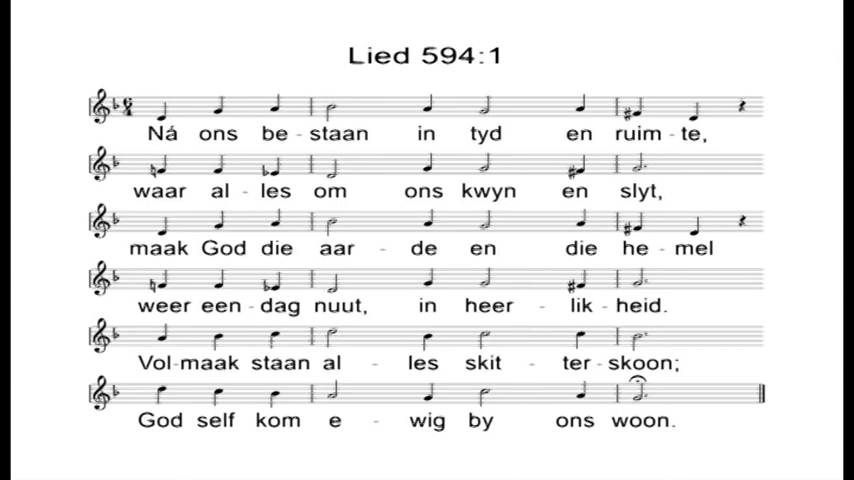 Lied 594:1
Ná ons be - staan in tyd en ruim - te,
waar al - les om ons kwyn en slyt,
maak God die aar - de en die he - mel
weer een - dag nuut, in heer - lik - heid.
Vol - maak staan al - les skit - ter - skoon;
God self kom e - wig by ons woon.